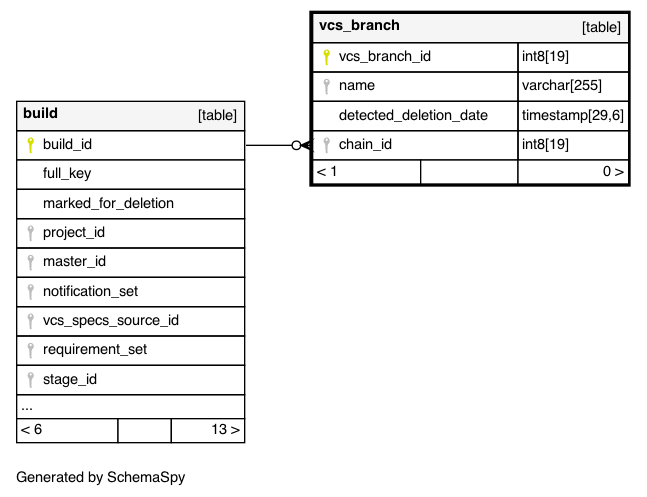 vcs_branch [table]
vcs_branch_id int8[19]
name varchar[255]
detected_deletion_date timestamp[29,6]
chain_id int8[19]
< 1 0 >
build [table]
build_id
full_key
marked_for_deletion
project_id
master_id
notification_set
vcs_specs_source_id
requirement_set
stage_id
...
< 6 13 >
Generated by SchemaSpy